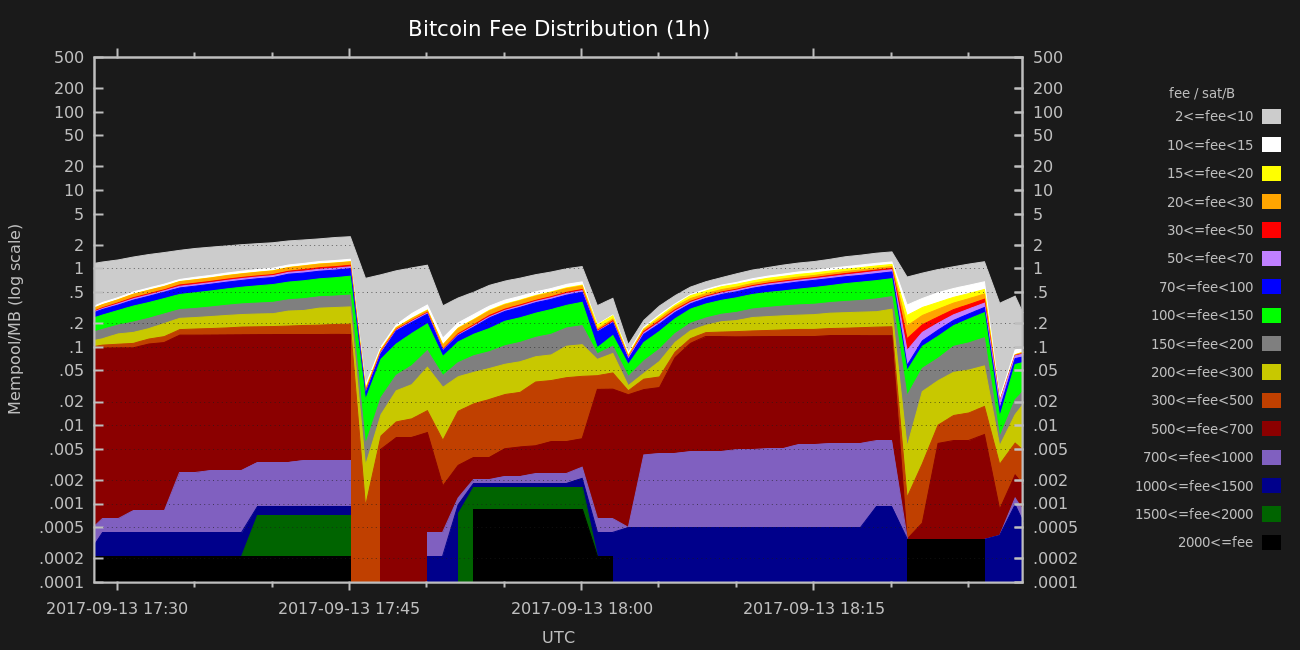 Bitcoin Fee Distribution (1h)
Mempool/MB (log scale)
500
200
100
50
20
10
5
2
1
.5
.2
.1
.05
.02
.01
.005
.002
.001
.0005
.0002
.0001
500
200
100
50
20
10
5
2
1
.5
.2
.1
.05
.02
.01
.005
.002
.001
.0005
.0002
.0001
2017-09-13 17:30
2017-09-13 17:45
2017-09-13 18:00
2017-09-13 18:15
UTC
fee / sat/B
2<=fee<10
10<=fee<15
15<=fee<20
20<=fee<30
30<=fee<50
50<=fee<70
70<=fee<100
100<=fee<150
150<=fee<200
200<=fee<300
300<=fee<500
500<=fee<700
700<=fee<1000
1000<=fee<1500
1500<=fee<2000
2000<=fee